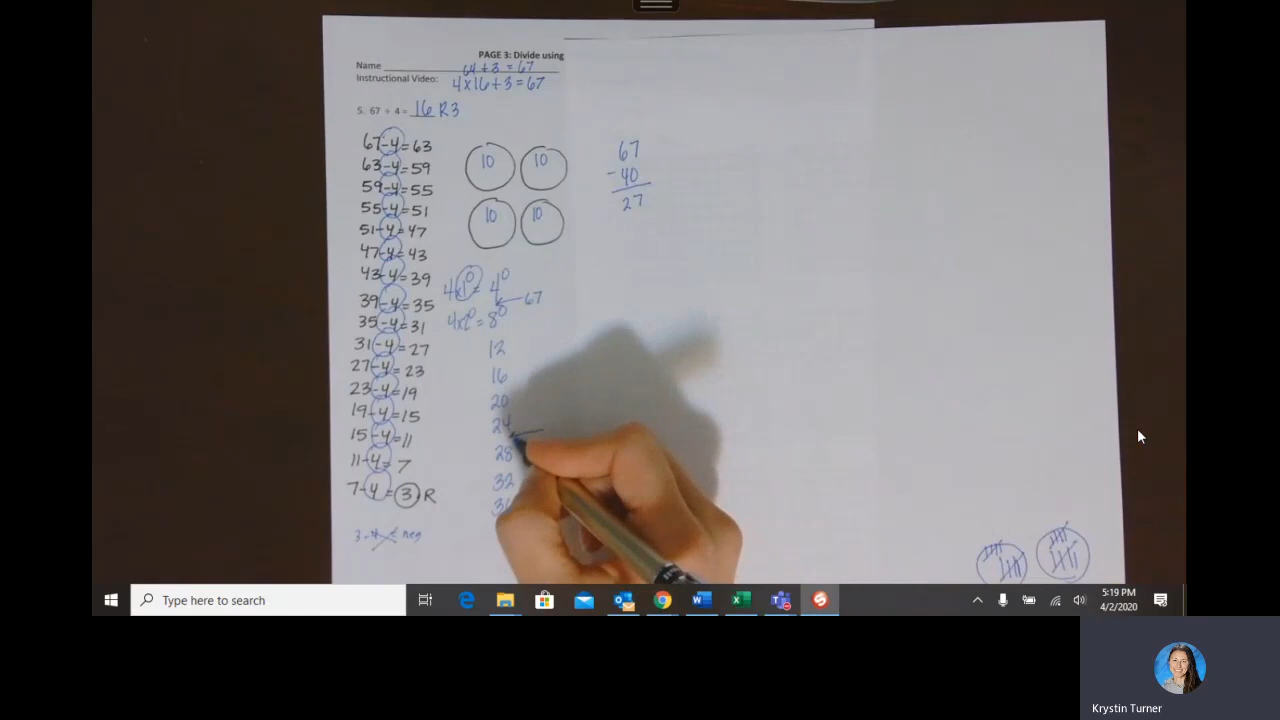 PAGE 3: Divide using
Name
64 + 3 = 67
Instructional Video:
4 x 16 + 3 = 67
5. 67 ÷ 4 = 16 R3
67-4=63
63-4=59
59-4=55
55-4=51
51-4=47
47-4=43
43-4=39
39-4=35
35-4=31
31-4=27
27-4=23
23-4=19
19-4=15
15-4=11
11-4=7
7-4=3 R
10 10
10 10
67
-40
27
4x1⁰ = 4⁰
67
4x2⁰ = 8⁰
12
16
20
24
28
32
Type here to search
5:19 PM
4/2/2020
Krystin Turner